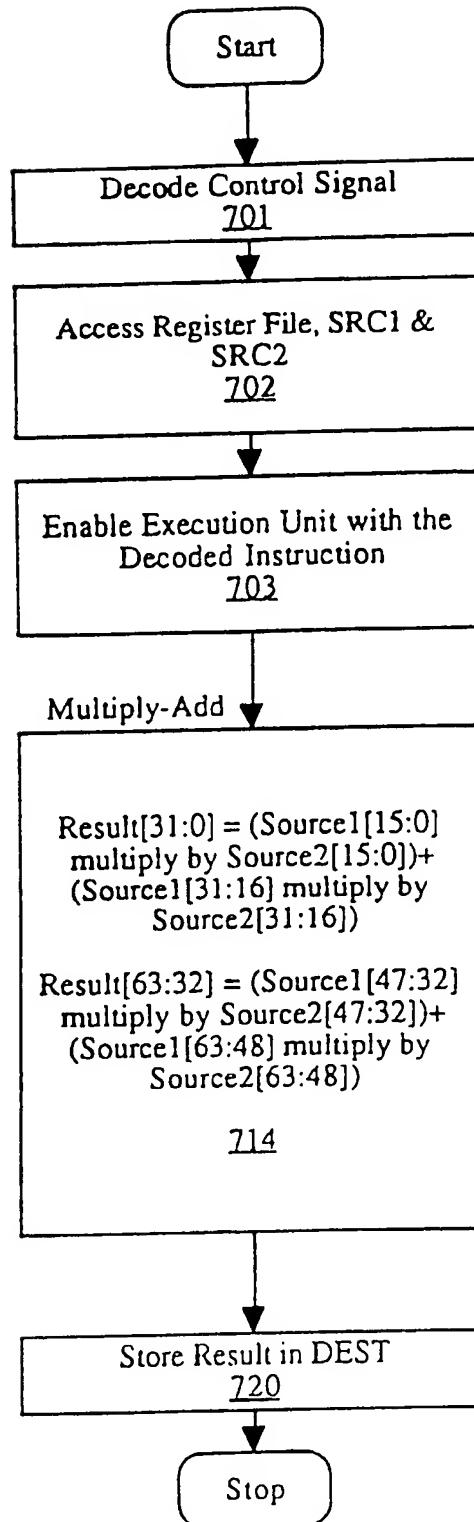 Start
Decode Control Signal
701
Access Register File, SRC1 &
SRC2
702
Enable Execution Unit with the
Decoded Instruction
703
Multiply-Add
Result[31:0] = (Source1[15:0]
multiply by Source2[15:0])+
(Source1[31:16] multiply by
Source2[31:16])
Result[63:32] = (Source1[47:32]
multiply by Source2[47:32])+
(Source1[63:48] multiply by
Source2[63:48])
714
Store Result in DEST
720
Stop